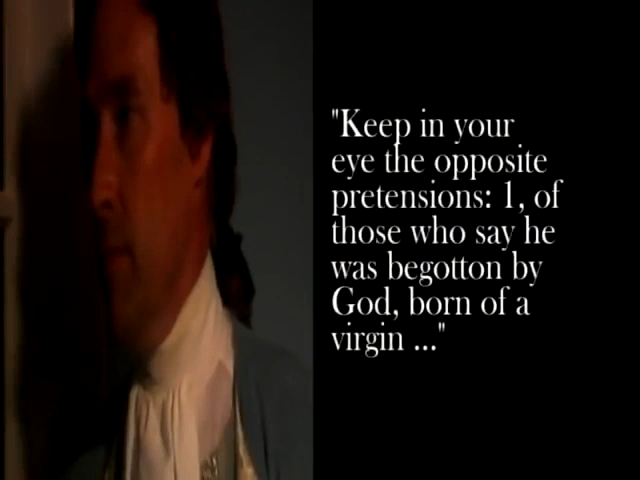 "Keep in your
eye the opposite
pretensions: 1, of
those who say he
was begotton by
God, born of a
virgin ..."